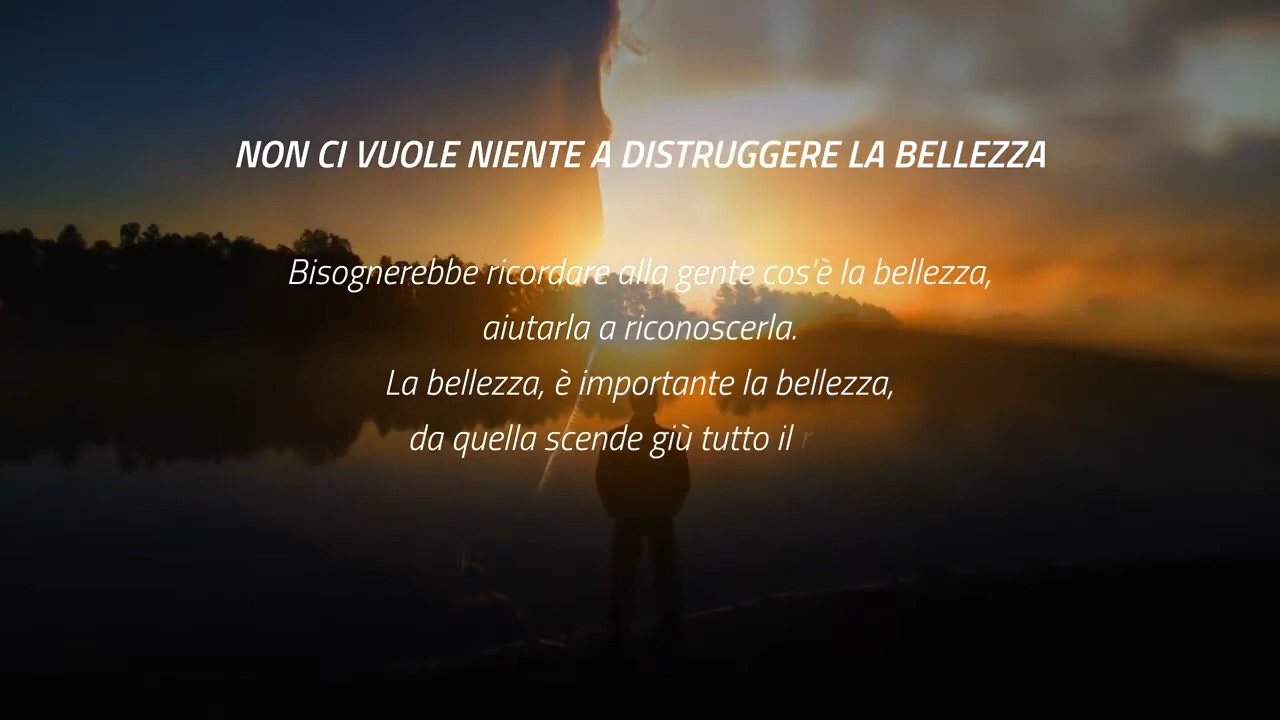 NON CI VUOLE NIENTE A DISTRUGGERE LA BELLEZZA
Bisognerebbe ricordare alla gente cos'è la bellezza,
aiutarla a riconoscerla.
La bellezza, è importante la bellezza,
da quella scende giù tutto il r